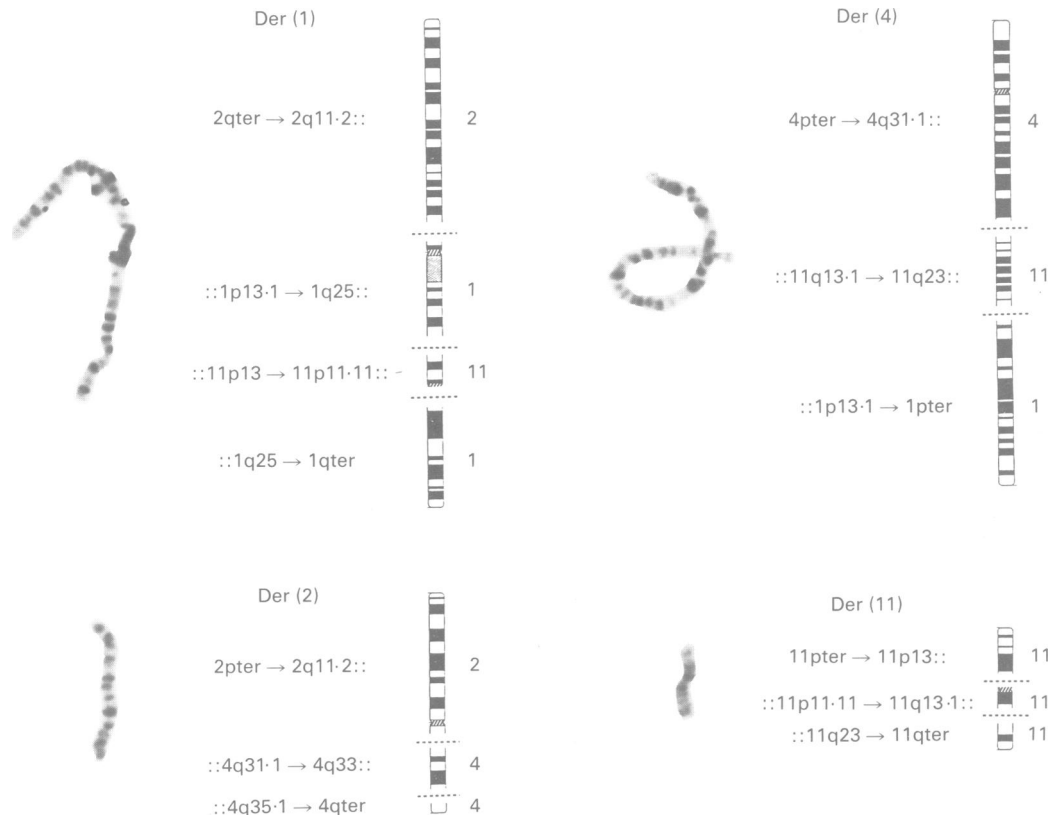 Der (1)
2qter → 2q11·2:: 2
::1p13·1 → 1q25:: 1
::11p13 → 11p11·11:: 11
::1q25 → 1qter 1
Der (4)
4pter → 4q31·1:: 4
::11q13·1 → 11q23:: 11
::1p13·1 → 1pter 1
Der (2)
2pter → 2q11·2:: 2
::4q31·1 → 4q33:: 4
::4q35·1 → 4qter 4
Der (11)
11pter → 11p13:: 11
::11p11·11 → 11q13·1:: 11
::11q23 → 11qter 11